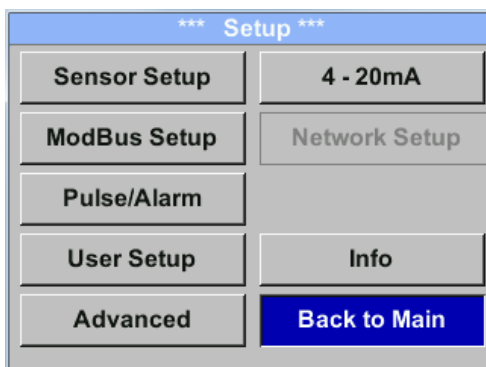 *** Setup ***
Sensor Setup
4 - 20mA
ModBus Setup
Network Setup
Pulse/Alarm
User Setup
Info
Advanced
Back to Main